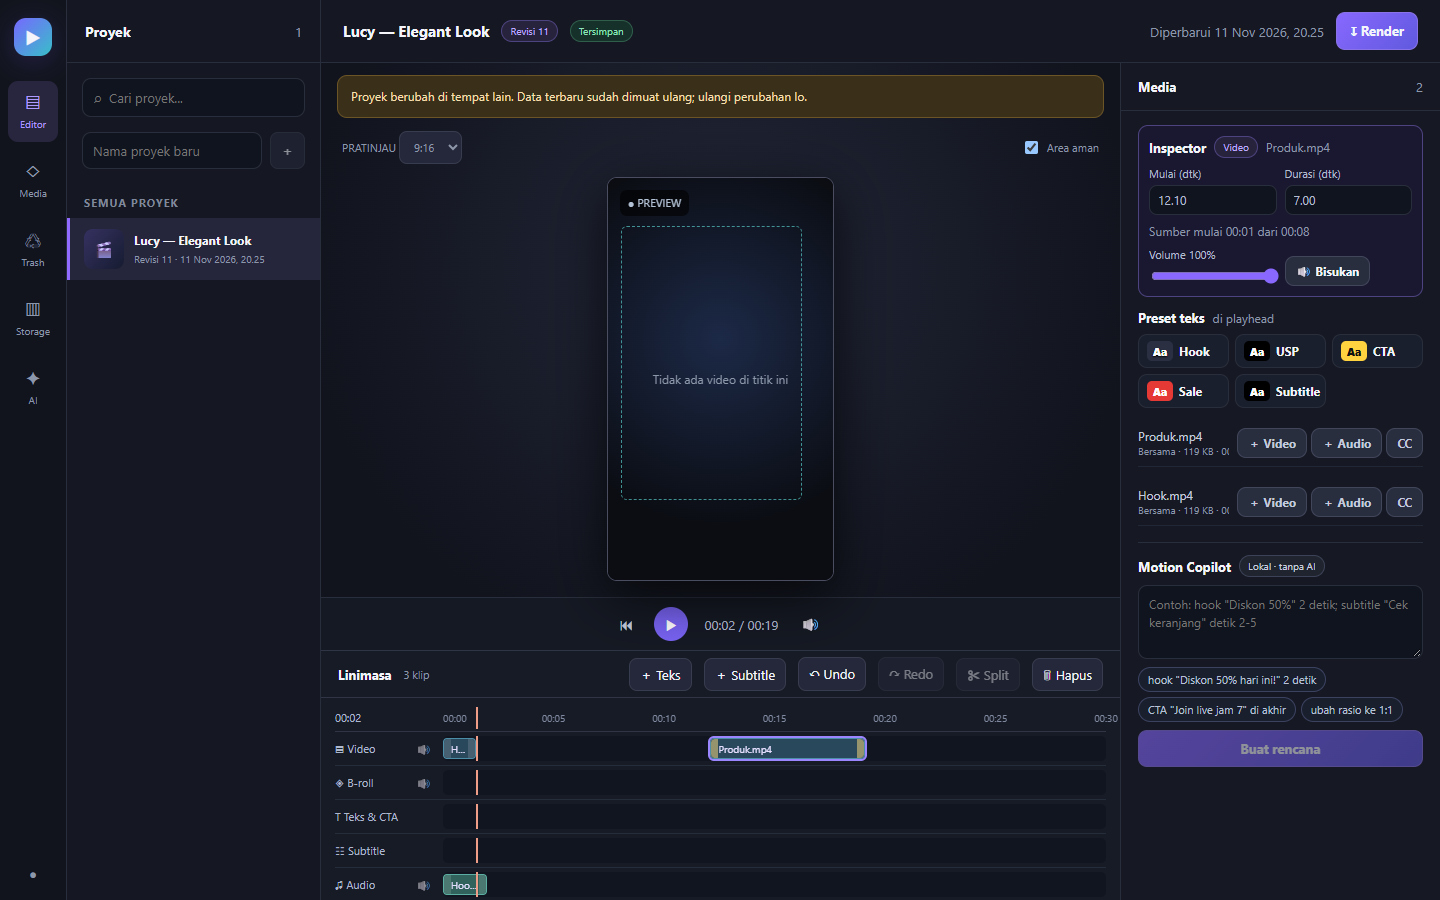 Editor
Media
Trash
Storage
AI
Proyek 1
Cari proyek...
Nama proyek baru +
SEMUA PROYEK
Lucy — Elegant Look
Revisi 11 · 11 Nov 2026, 20.25
Lucy — Elegant Look Revisi 11 Tersimpan Diperbarui 11 Nov 2026, 20.25 ↧ Render
Proyek berubah di tempat lain. Data terbaru sudah dimuat ulang; ulangi perubahan lo.
PRATINJAU 9:16 Area aman
● PREVIEW
Tidak ada video di titik ini
00:02 / 00:19
Linimasa 3 klip + Teks + Subtitle ↶ Undo ↷ Redo Split Hapus
00:02 00:00 00:05 00:10 00:15 00:20 00:25 00:30
Video H... Produk.mp4
B-roll
T Teks & CTA
Subtitle
♫ Audio Hoo...
Media 2
Inspector Video Produk.mp4
Mulai (dtk) Durasi (dtk)
12.10 7.00
Sumber mulai 00:01 dari 00:08
Volume 100%
Bisukan
Preset teks di playhead
Aa Hook Aa USP Aa CTA
Aa Sale Aa Subtitle
Produk.mp4
Bersama · 119 KB · 00
+ Video + Audio CC
Hook.mp4
Bersama · 119 KB · 00
+ Video + Audio CC
Motion Copilot Lokal · tanpa AI
Contoh: hook "Diskon 50%" 2 detik; subtitle "Cek
keranjang" detik 2-5
hook "Diskon 50% hari ini!" 2 detik
CTA "Join live jam 7" di akhir ubah rasio ke 1:1
Buat rencana